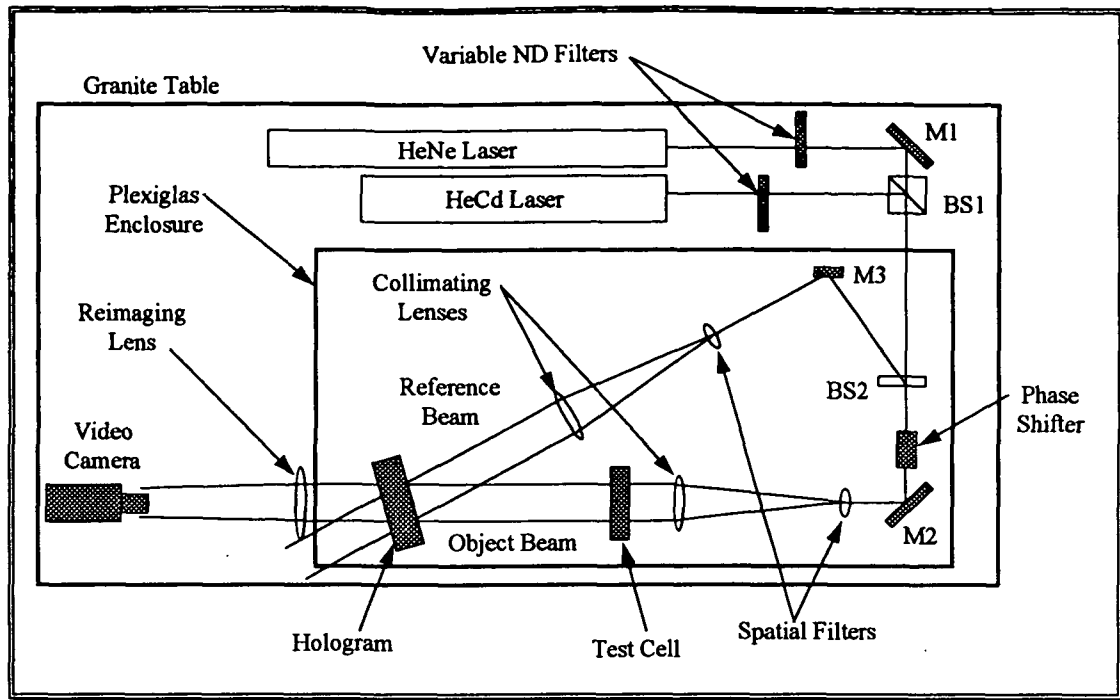 Variable ND Filters
Granite Table
M1
HeNe Laser
HeCd Laser
BS1
Plexiglas
Enclosure
M3
Collimating
Lenses
Reimaging
Lens
Reference
Beam
BS2
Phase
Shifter
Video
Camera
Object Beam
M2
Hologram
Test Cell
Spatial Filters